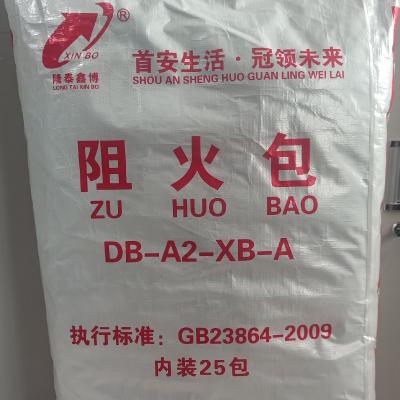 XIN BO
®
隆泰鑫博
LONG TAI XIN BO
首安生活·冠领未来
SHOU AN SHENG HUO GUAN LING WEI LAI
阻火包
ZU HUO BAO
DB-A2-XB-A
执行标准：GB23864-2009
内装25包